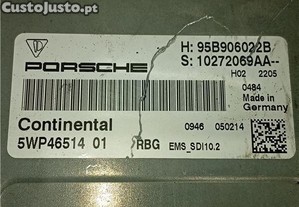 CustoJusto.pt
PORSCHE
H: 95B906022B
S: 10272069AA--
H02 2205
0484
Made in
Germany
Continental
0946 050214
5WP46514 01 RBG EMS_SDI10.2